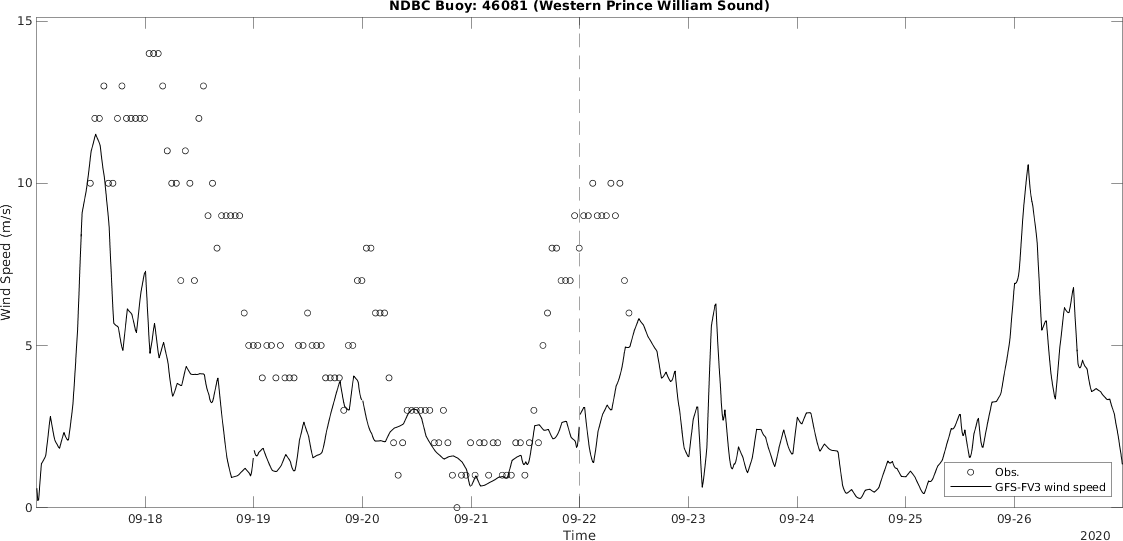 NDBC Buoy: 46081 (Western Prince William Sound)
15
10
5
0
Wind Speed (m/s)
09-18 09-19 09-20 09-21 09-22 09-23 09-24 09-25 09-26
Time
2020
Obs.
GFS-FV3 wind speed